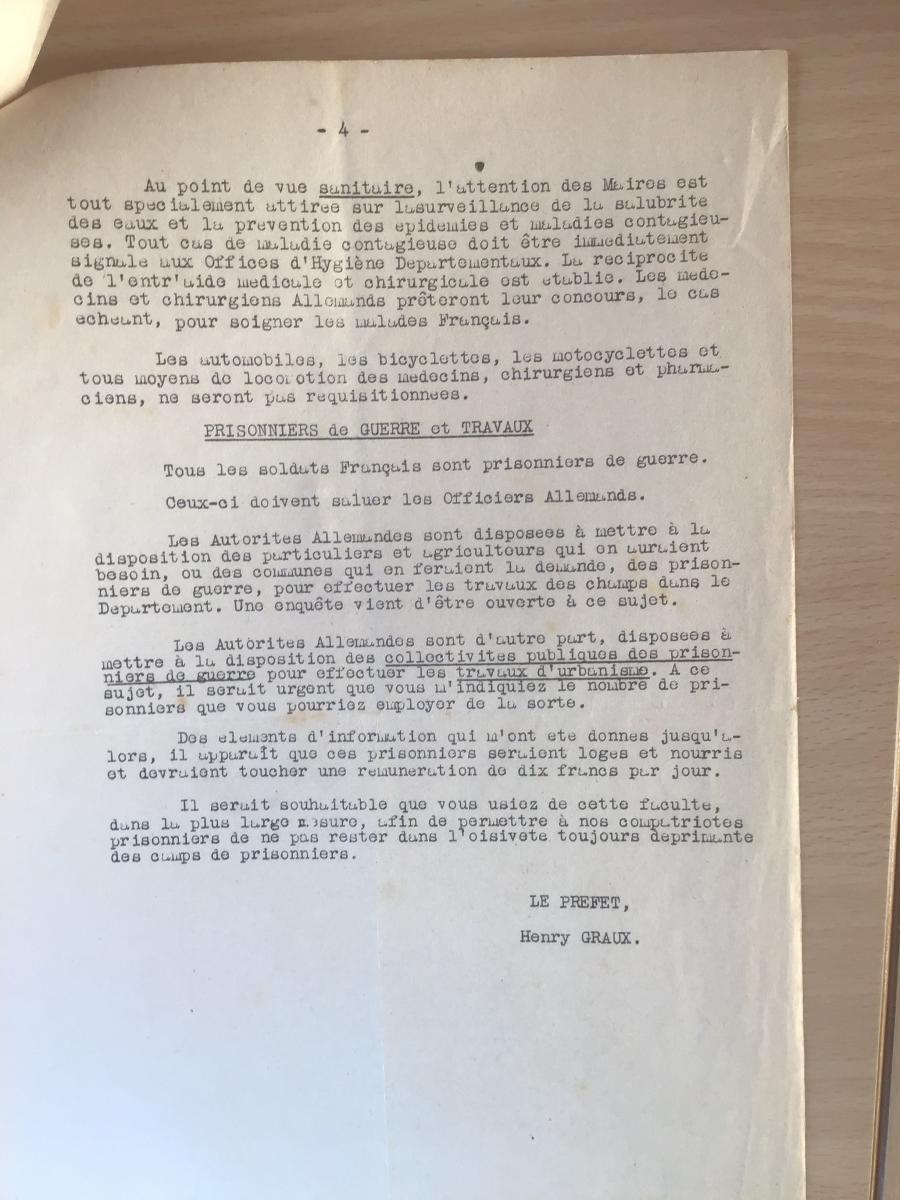 - 4 -
Au point de vue sanitaire, l'attention des Maires est
tout specialement attiree sur lasurveillance de la salubrite
des eaux et la prevention des epidemies et maladies contagieu-
ses. Tout cas de maladie contagieuse doit être immediatement
signale aux Offices d'Hygiène Departementaux. La reciprocite
de l'entr'aide medicale et chirurgicale est etablie. Les mede-
cins et chirurgiens Allemands prêteront leur concours, le cas
echeant, pour soigner les malades Français.
Les automobiles, les bicyclettes, les motocyclettes et
tous moyens de locomotion des medecins, chirurgiens et pharma-
ciens, ne seront pas requisitionnees.
PRISONNIERS de GUERRE et TRAVAUX
Tous les soldats Français sont prisonniers de guerre.
Ceux-ci doivent saluer les Officiers Allemands.
Les Autorites Allemandes sont disposees à mettre à la
disposition des particuliers et agriculteurs qui en auraient
besoin, ou des communes qui en feraient la demande, des prison-
niers de guerre, pour effectuer les travaux des champs dans le
Departement. Une enquête vient d'être ouverte à ce sujet.
Les Autorites Allemandes sont d'autre part, disposees à
mettre à la disposition des collectivites publiques des prison-
niers de guerre pour effectuer les travaux d'urbanisme. A ce
sujet, il serait urgent que vous m'indiquiez le nombre de pri-
sonniers que vous pourriez employer de la sorte.
Des elements d'information qui m'ont ete donnes jusqu'a-
lors, il apparaît que ces prisonniers seraient loges et nourris
et devraient toucher une remuneration de dix francs par jour.
Il serait souhaitable que vous usiez de cette faculte,
dans la plus large mesure, afin de permettre à nos compatriotes
prisonniers de ne pas rester dans l'oisivete toujours deprimante
des camps de prisonniers.
LE PREFET,
Henry GRAUX.